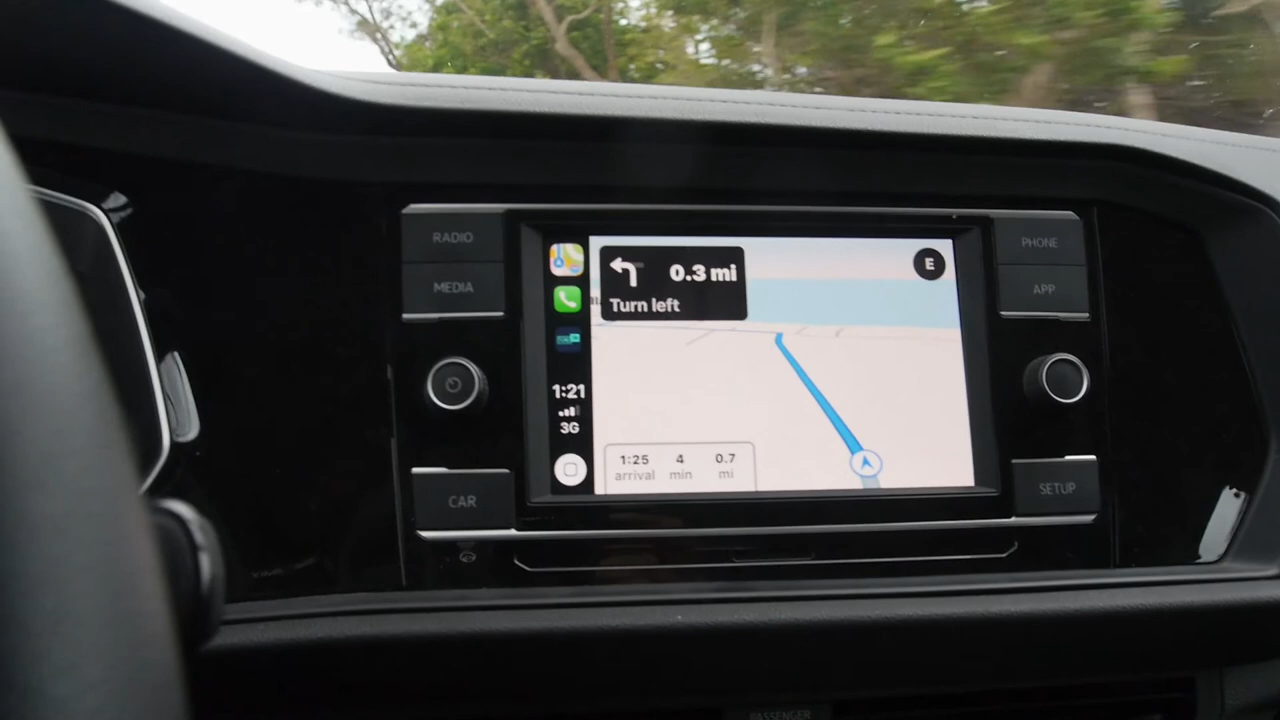 RADIO
MEDIA
CAR
0.3 mi
Turn left
E
1:21
3G
1:25 4 0.7
arrival min mi
PHONE
APP
SETUP
PASSENGER